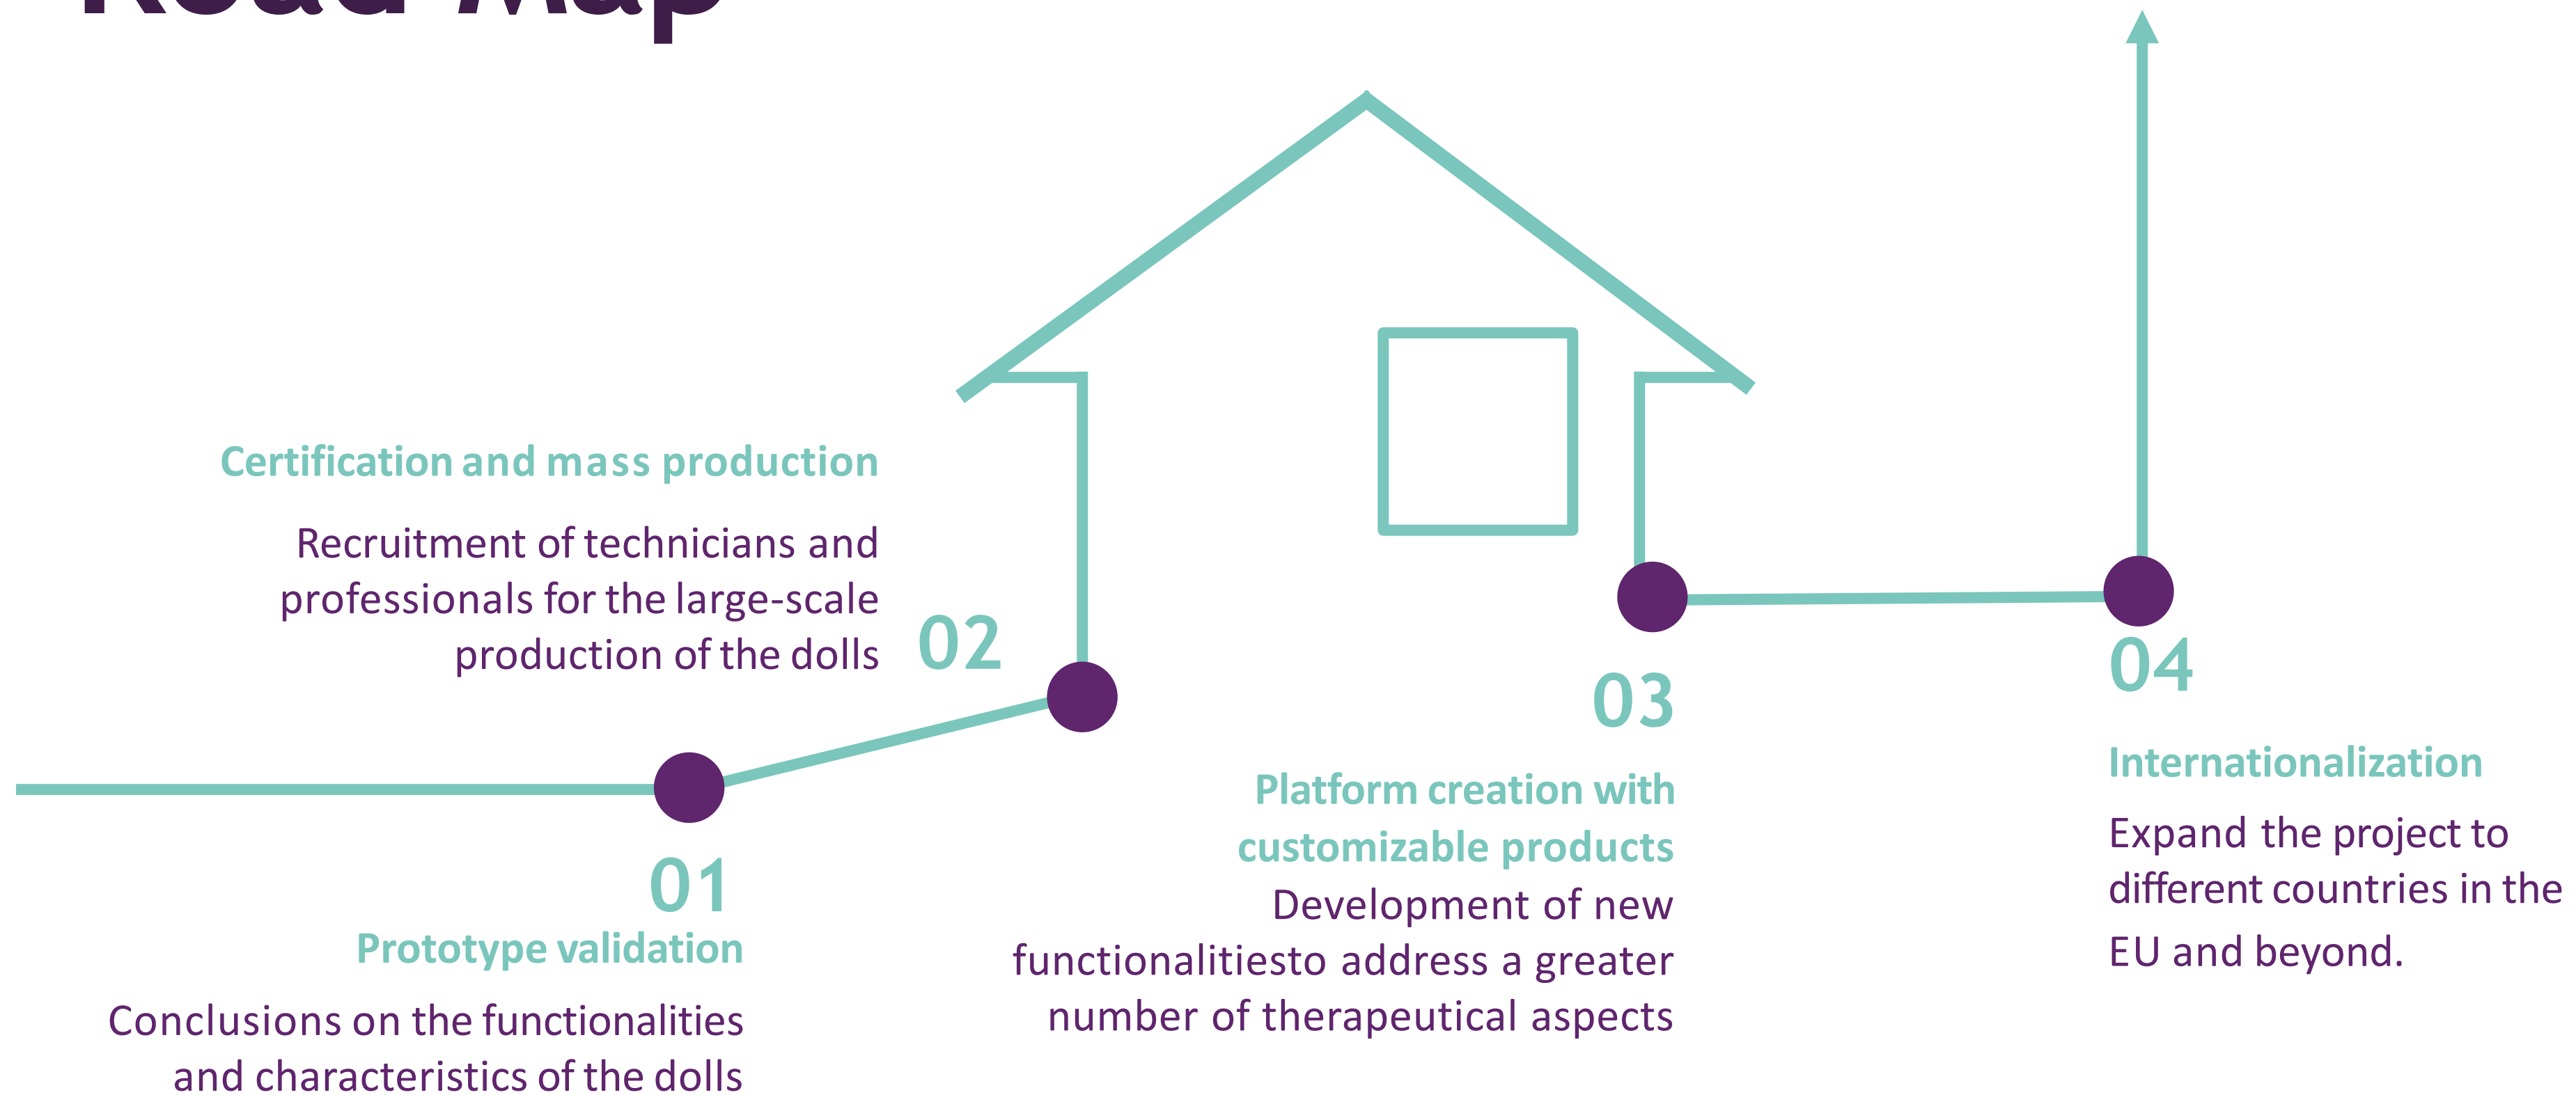 Road Map
Certification and mass production
Recruitment of technicians and
professionals for the large-scale
production of the dolls
02
01
Prototype validation
Conclusions on the functionalities
and characteristics of the dolls
03
Platform creation with
customizable products
Development of new
functionalitiesto address a greater
number of therapeutical aspects
04
Internationalization
Expand the project to
different countries in the
EU and beyond.